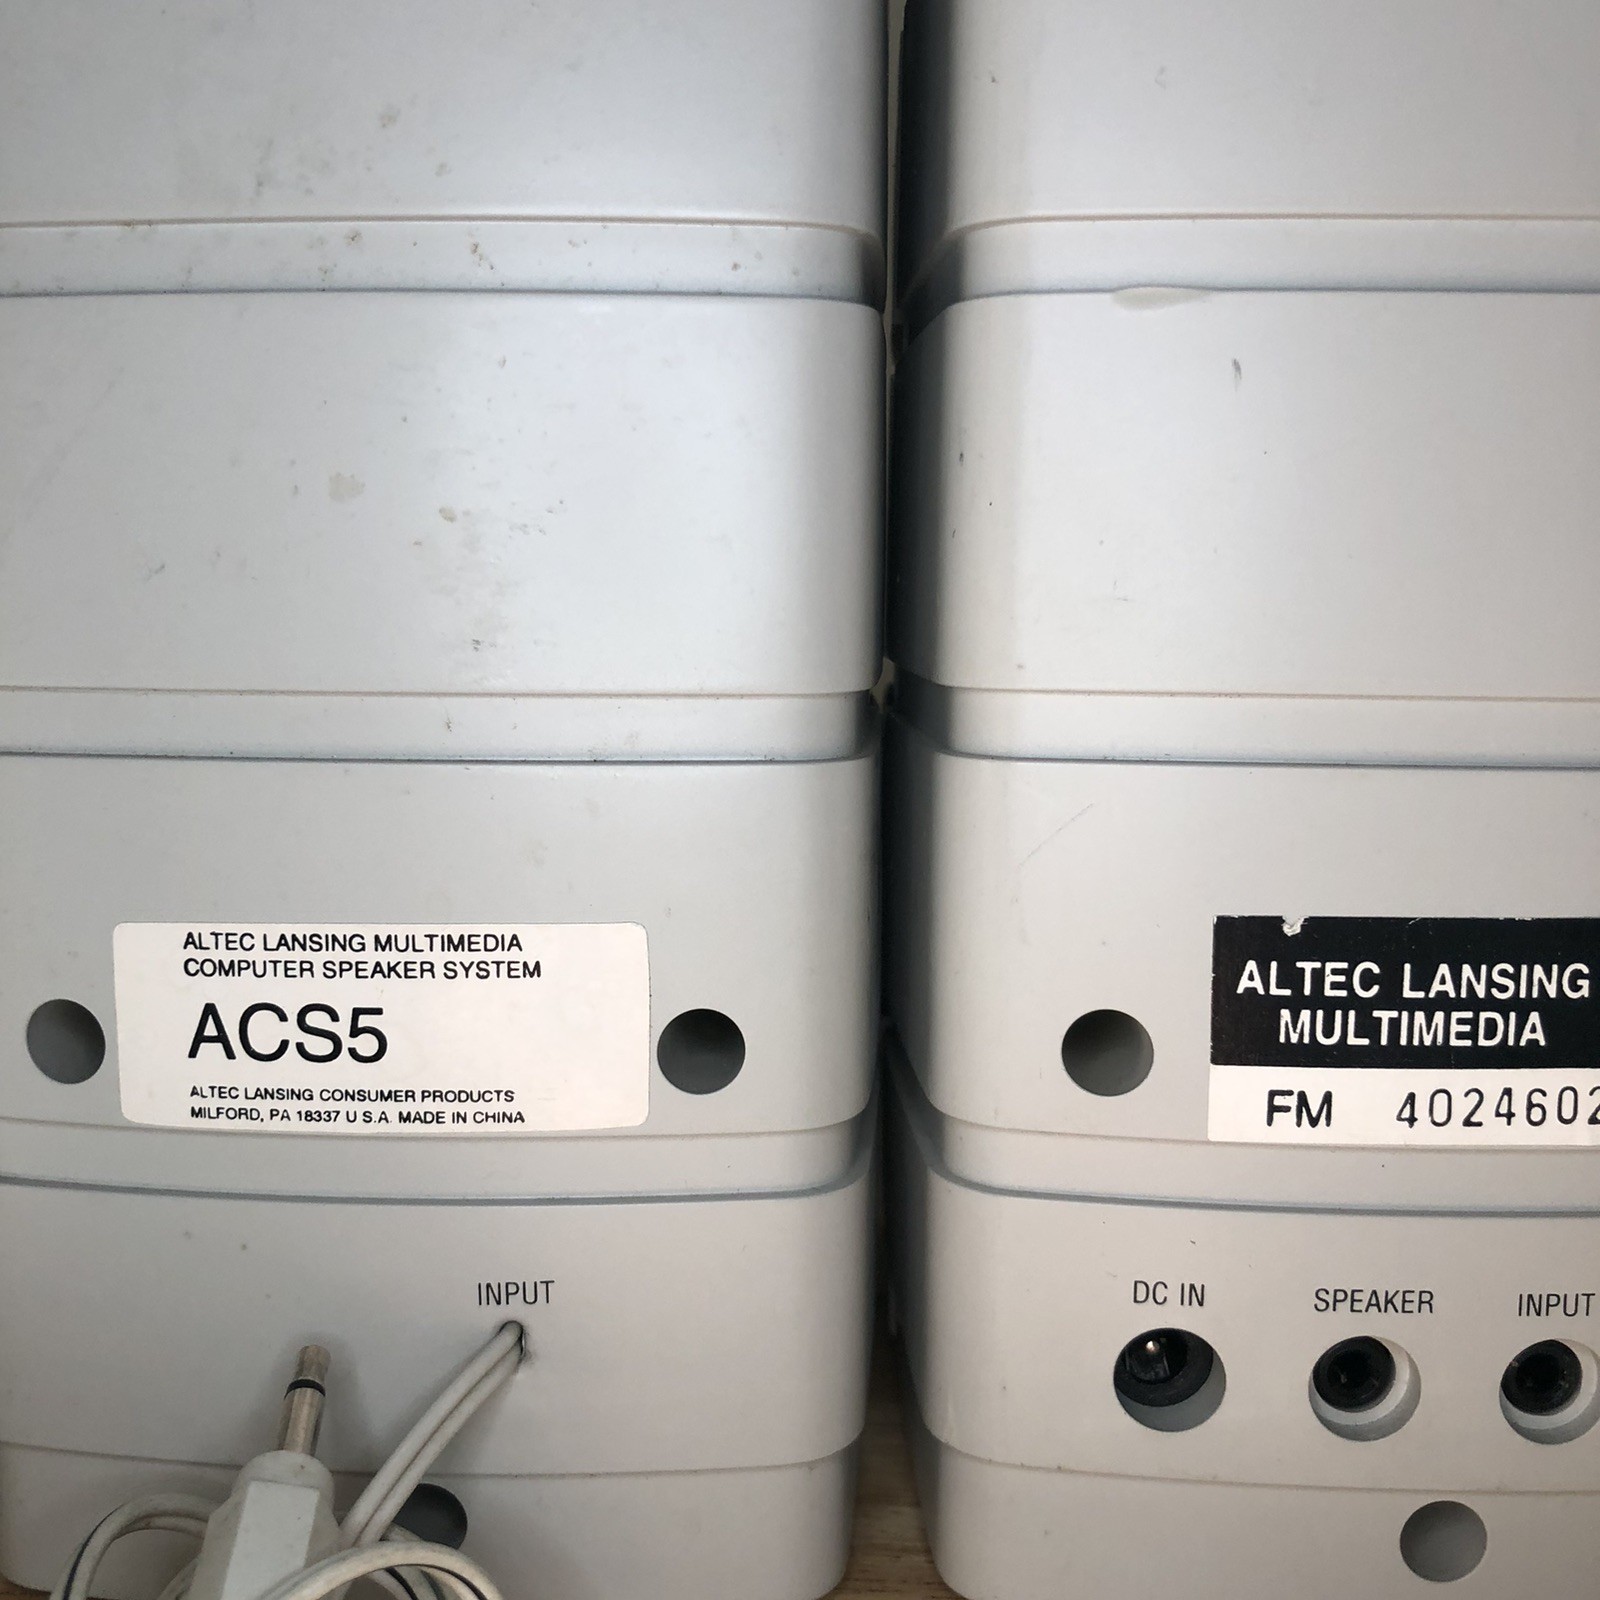 ALTEC LANSING MULTIMEDIA
COMPUTER SPEAKER SYSTEM
ACS5
ALTEC LANSING CONSUMER PRODUCTS
MILFORD, PA 18337 U S.A. MADE IN CHINA
INPUT
ALTEC LANSING
MULTIMEDIA
FM 4024602
DC IN SPEAKER INPUT